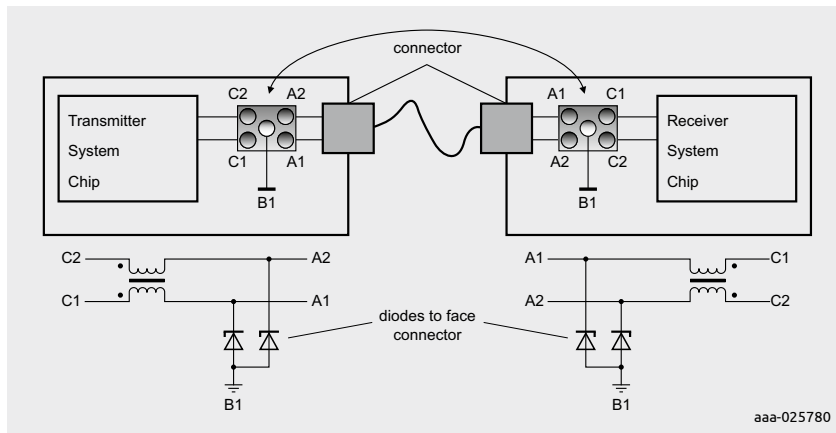 connector
C2 A2
Transmitter
System
Chip
C1 A1
B1
A1 C1
Receiver
System
Chip
A2 C2
B1
C2 A2
C1 A1
B1
diodes to face
connector
A1 C1
A2 C2
B1
aaa-025780